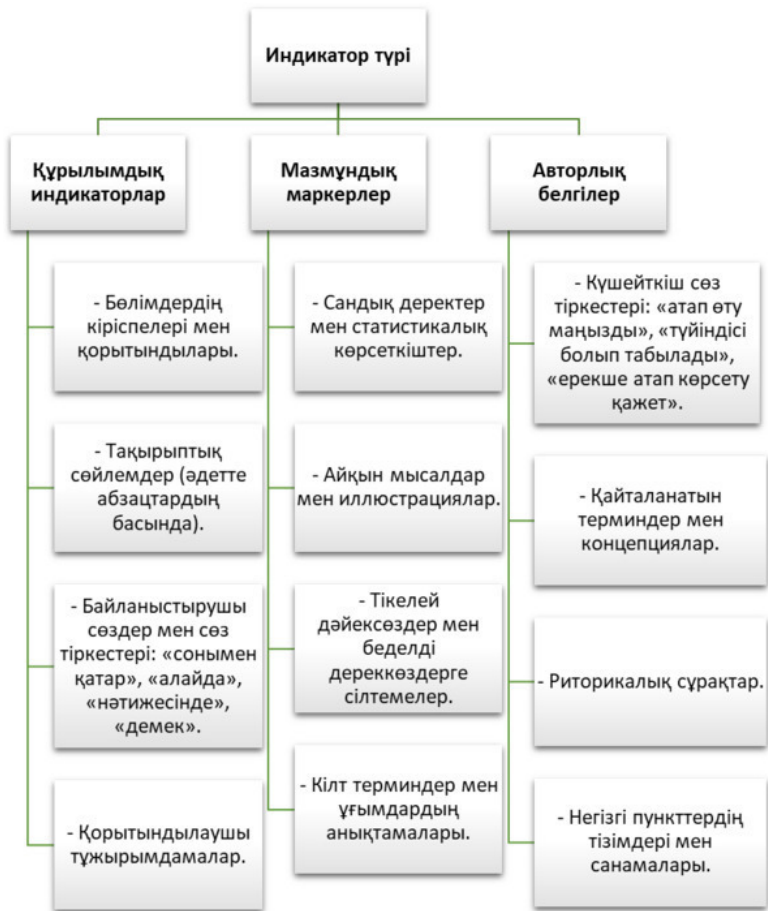 Индикатор түрі
Құрылымдық
индикаторлар
- Бөлімдердің
кіріспелері мен
қорытындылары.
- Тақырыптық
сөйлемдер (әдетте
абзацтардың
басында).
- Байланыстырушы
сөздер мен сөз
тіркестері: «сонымен
қатар», «алайда»,
«нәтижесінде»,
«демек».
- Қорытындылаушы
тұжырымдамалар.
Мазмұндық
маркерлер
- Сандық деректер
мен статистикалық
көрсеткіштер.
- Айқын мысалдар
мен иллюстрациялар.
- Тікелей
дәйексөздер мен
беделді
дереккөздерге
сілтемелер.
- Кілт терминдер мен
ұғымдардың
анықтамалары.
Авторлық
белгілер
- Күшейткіш сөз
тіркестері: «атап өту
маңызды», «түйіндісі
болып табылады»,
«ерекше атап көрсету
қажет».
- Қайталанатын
терминдер мен
концепциялар.
- Риторикалық сұрақтар.
- Негізгі пункттердің
тізімдері мен
санамалары.